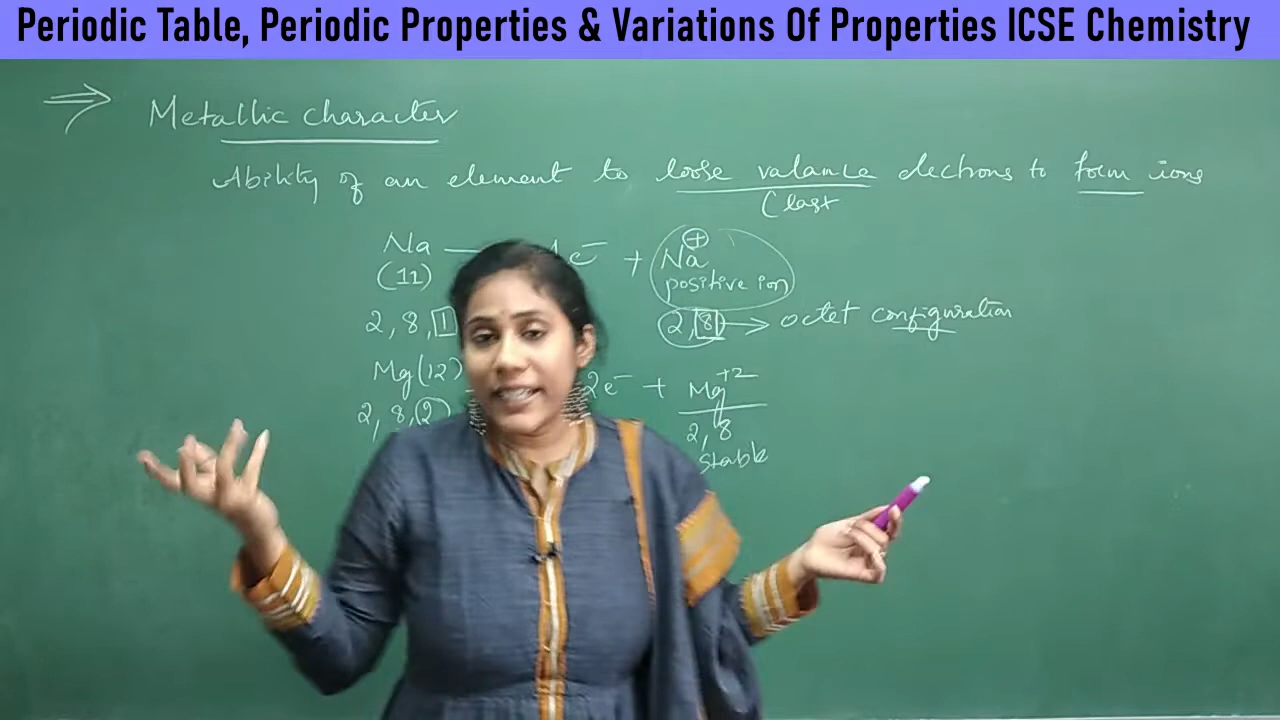 Periodic Table, Periodic Properties & Variations Of Properties ICSE Chemistry
⇒ Metallic character
Ability of an element to loose valance electrons to form ions
(last
Na — 1e⁻ + Na⁺
(11) positive ion
2, 8, 1 2, 8 → octet configuration
Mg(12) 2e⁻ + Mg⁺²
2, 8, 2 2, 8
stable